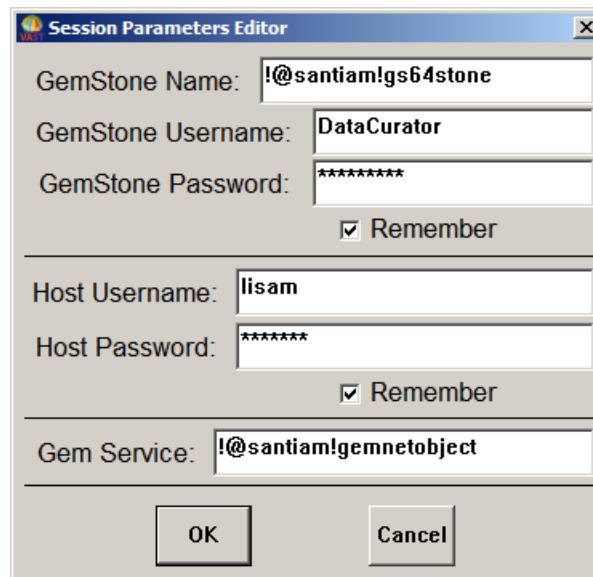 VAST Session Parameters Editor
GemStone Name: !@santiam!gs64stone
GemStone Username: DataCurator
GemStone Password: *********
Remember
Host Username: lisam
Host Password: *******
Remember
Gem Service: !@santiam!gemnetobject
OK Cancel